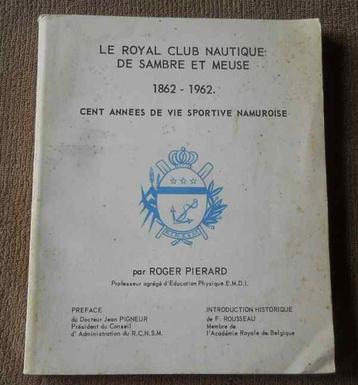 LE ROYAL CLUB NAUTIQUE
DE SAMBRE ET MEUSE
1862 - 1962.
CENT ANNEES DE VIE SPORTIVE NAMUROISE
par ROGER PIERARD
Professeur agrégé d'Education Physique E.M.D.I.
PREFACE
du Docteur Jean PIGNEUR
Président du Conseil
d'Administration du R.C.N.S.M.
INTRODUCTION HISTORIQUE
de F. ROUSSEAU
Membre de
l'Académie Royale de Belgique